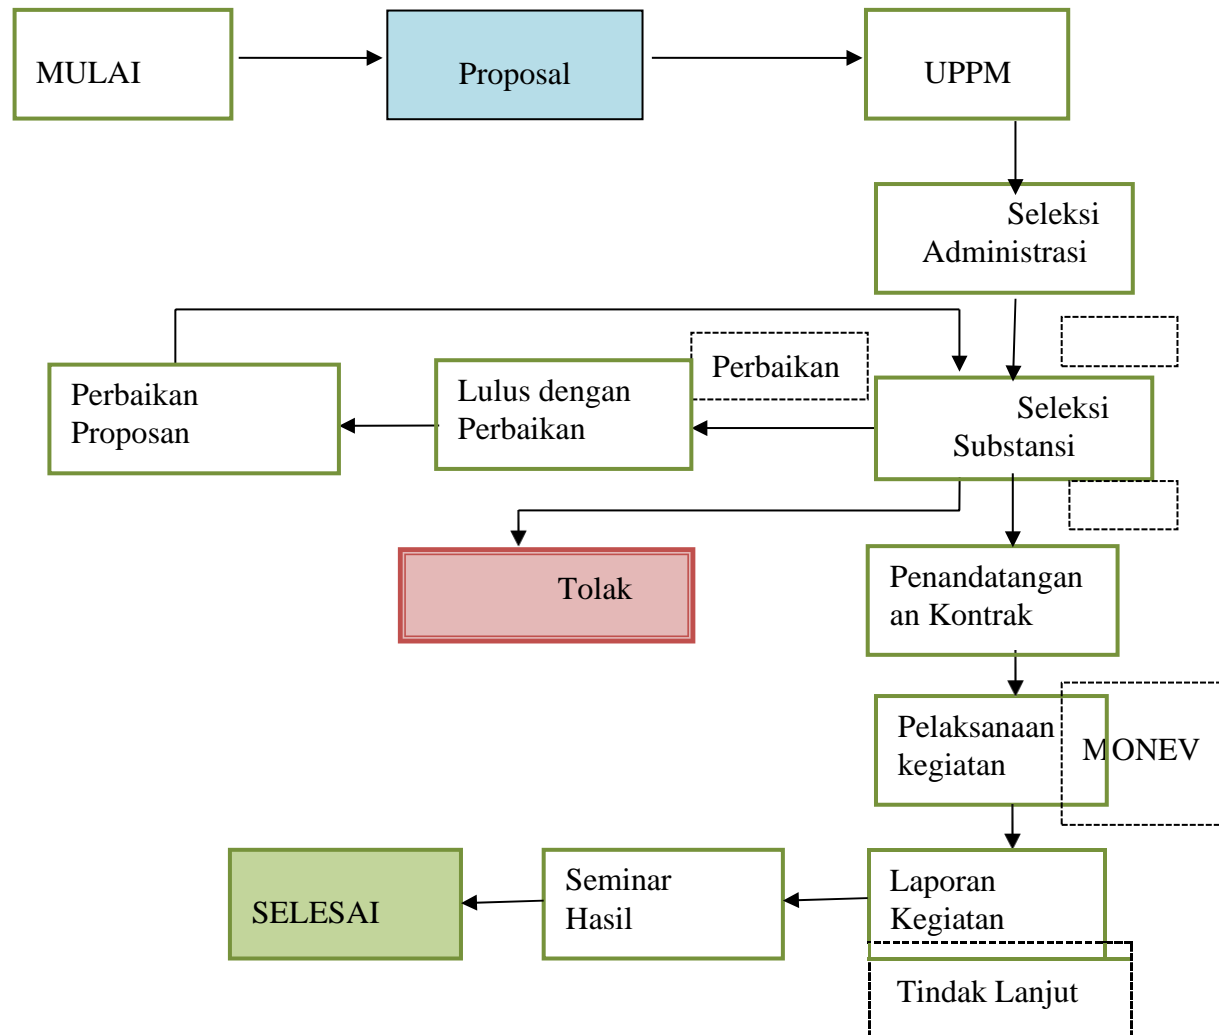 MULAI
Proposal
UPPM
Seleksi
Administrasi
Perbaikan
Perbaikan
Proposan
Lulus dengan
Perbaikan
Seleksi
Substansi
Tolak
Penandatangan
an Kontrak
Pelaksanaan
kegiatan
MONEV
SELESAI
Seminar
Hasil
Laporan
Kegiatan
Tindak Lanjut